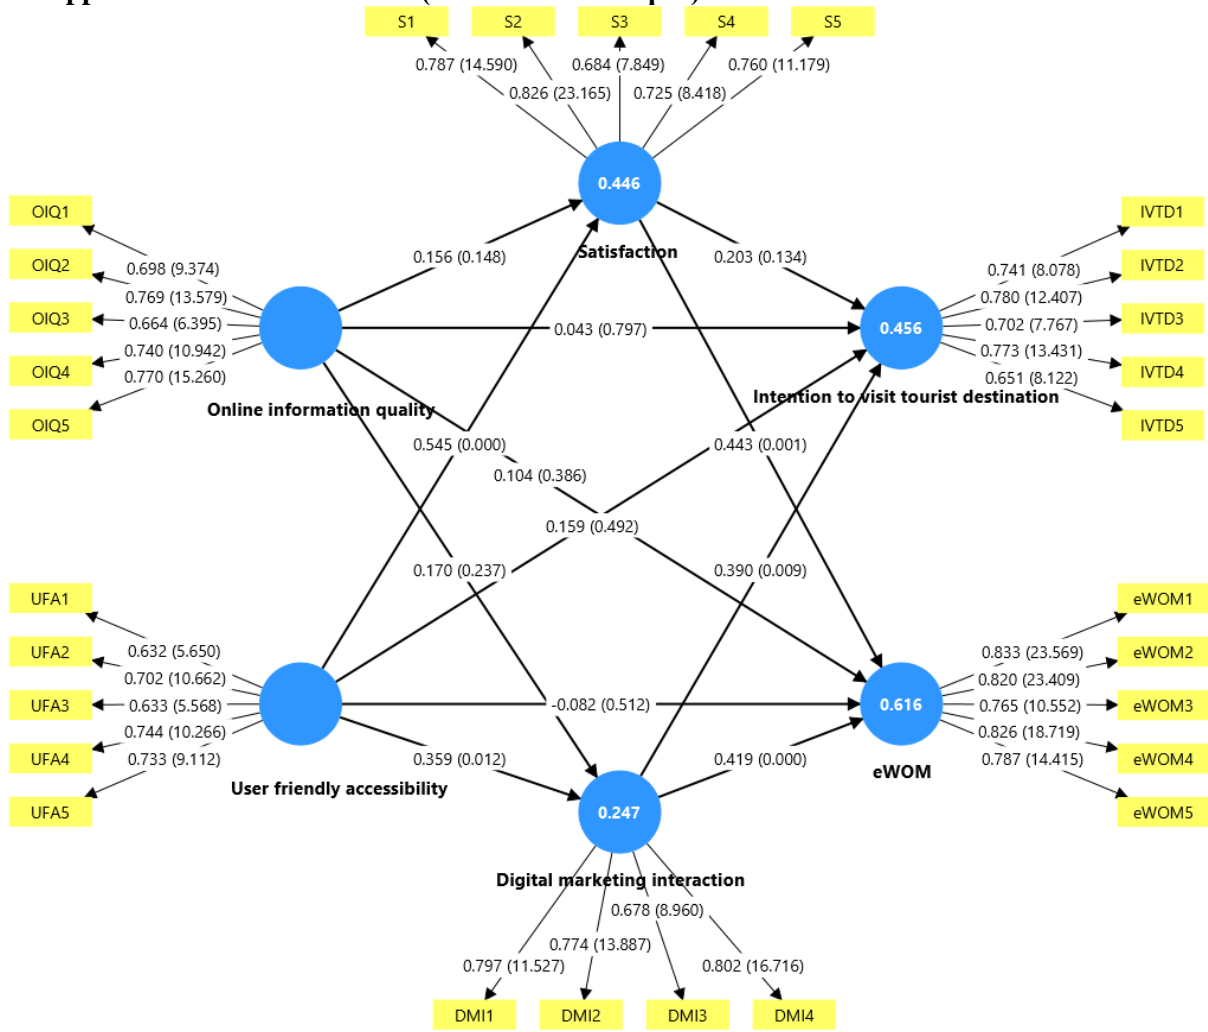 S1 S2 S3 S4 S5
0.787 (14.590) 0.684 (7.849) 0.760 (11.179)
0.826 (23.165) 0.725 (8.418)
0.446
Satisfaction
OIQ1
OIQ2
OIQ3
OIQ4
OIQ5
0.698 (9.374)
0.769 (13.579)
0.664 (6.395)
0.740 (10.942)
0.770 (15.260)
Online information quality
0.156 (0.148)
0.203 (0.134)
0.043 (0.797)
0.456
Intention to visit tourist destination
0.741 (8.078)
0.780 (12.407)
0.702 (7.767)
0.773 (13.431)
0.651 (8.122)
IVTD1
IVTD2
IVTD3
IVTD4
IVTD5
0.545 (0.000)
0.443 (0.001)
0.104 (0.386)
0.159 (0.492)
0.170 (0.237)
0.390 (0.009)
UFA1
UFA2
UFA3
UFA4
UFA5
0.632 (5.650)
0.702 (10.662)
0.633 (5.568)
0.744 (10.266)
0.733 (9.112)
User friendly accessibility
-0.082 (0.512)
0.359 (0.012)
0.419 (0.000)
0.616
eWOM
0.833 (23.569)
0.820 (23.409)
0.765 (10.552)
0.826 (18.719)
0.787 (14.415)
eWOM1
eWOM2
eWOM3
eWOM4
eWOM5
0.247
Digital marketing interaction
0.678 (8.960)
0.774 (13.887)
0.797 (11.527) 0.802 (16.716)
DMI1 DMI2 DMI3 DMI4